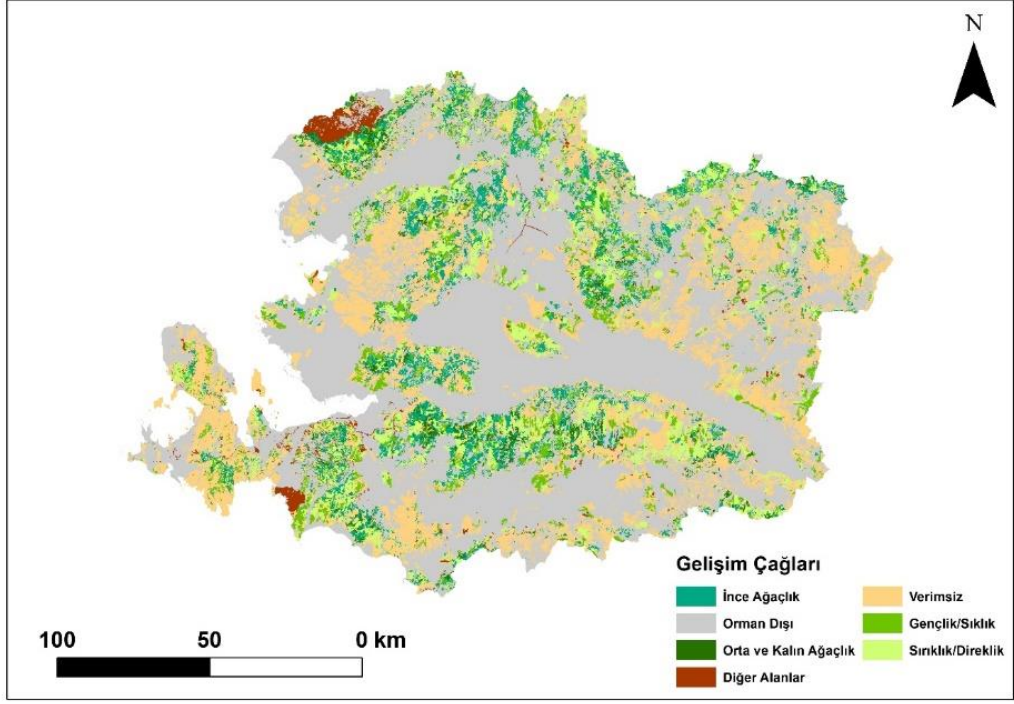 N
Gelişim Çağları
İnce Ağaçlık
Verimsiz
Orman Dışı
Gençlik/Sıklık
Orta ve Kalın Ağaçlık
Sırıklık/Direklik
Diğer Alanlar
100 50 0 km